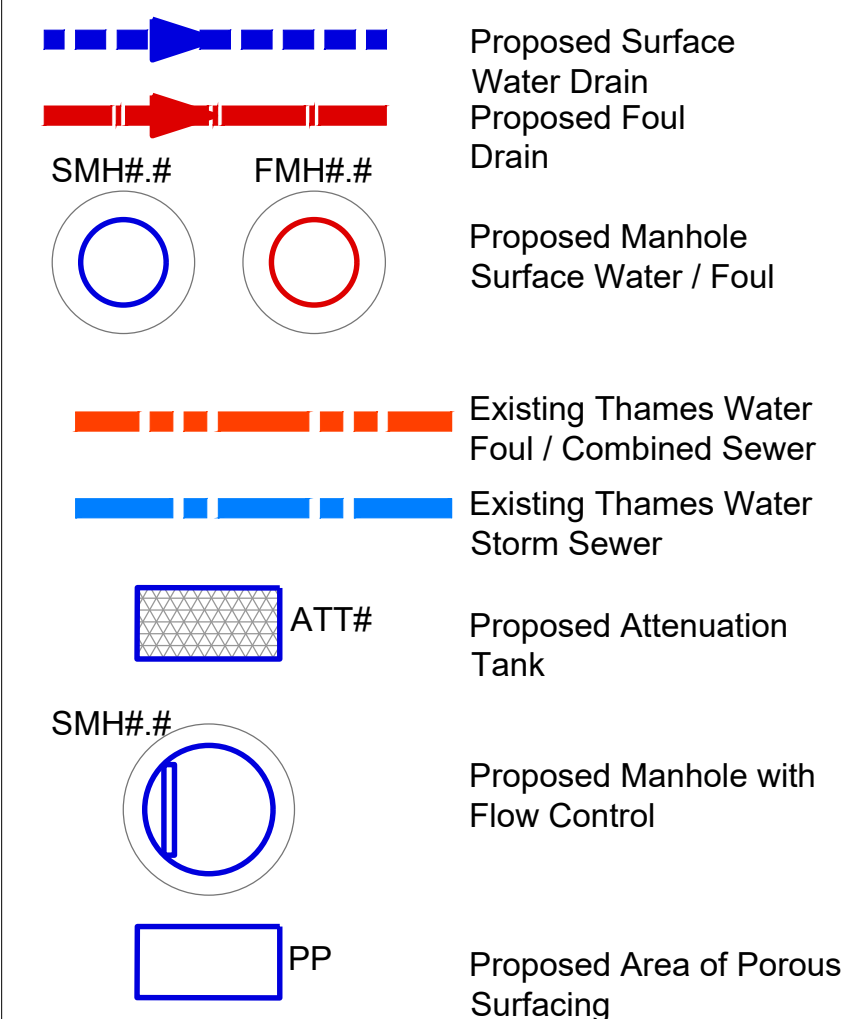 Proposed Surface
Water Drain
Proposed Foul
Drain
SMH#.#
FMH#.#
Proposed Manhole
Surface Water / Foul
Existing Thames Water
Foul / Combined Sewer
Existing Thames Water
Storm Sewer
ATT#
Proposed Attenuation
Tank
SMH#.#
Proposed Manhole with
Flow Control
PP
Proposed Area of Porous
Surfacing